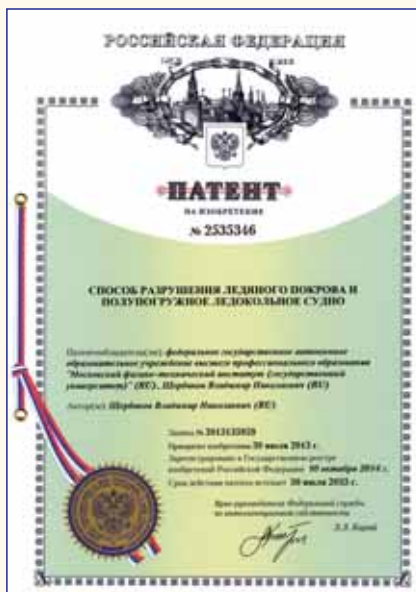 РОССИЙСКАЯ ФЕДЕРАЦИЯ
ПАТЕНТ
НА ИЗОБРЕТЕНИЕ
№ 2535346
СПОСОБ РАЗРУШЕНИЯ ЛЕДЯНОГО ПОКРОВА И
ПОЛУПОГРУЖНОЕ ЛЕДОКОЛЬНОЕ СУДНО
Патентообладатель(ли): федеральное государственное автономное
образовательное учреждение высшего профессионального образования
"Московский физико-технический институт (государственный
университет)" (RU), Щербаков Владимир Николаевич (RU)
Автор(ы): Щербаков Владимир Николаевич (RU)
Заявка №
Приоритет изобретения 30 июля 2013 г.
Зарегистрировано в Государственном реестре
изобретений Российской Федерации октября 2014 г.
Срок действия патента истекает 30 июля 2033 г.
Врио руководителя Федеральной службы
по интеллектуальной собственности
Л.Л. Кирий